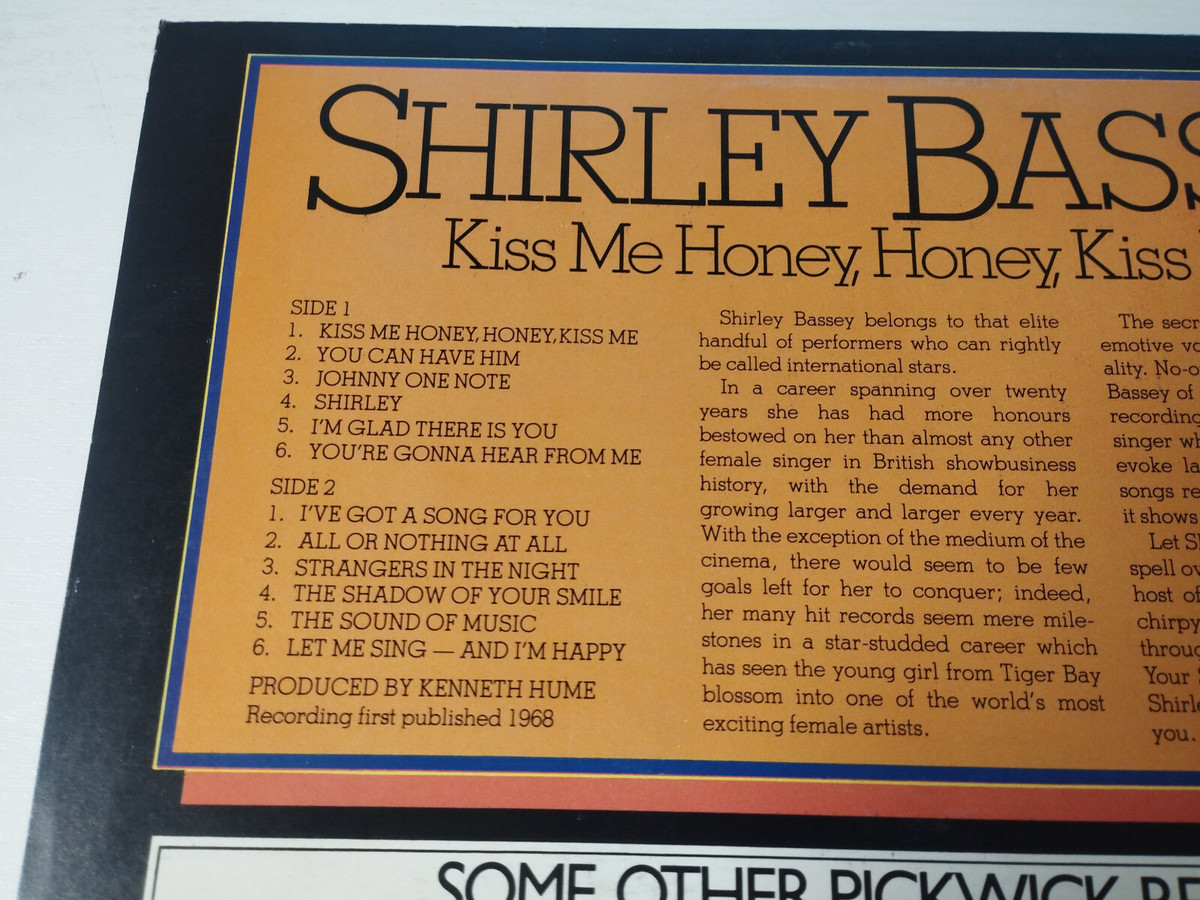 SHIRLEY BASS
Kiss Me Honey, Honey, Kiss
SIDE 1
1. KISS ME HONEY, HONEY, KISS ME
2. YOU CAN HAVE HIM
3. JOHNNY ONE NOTE
4. SHIRLEY
5. I'M GLAD THERE IS YOU
6. YOU'RE GONNA HEAR FROM ME
SIDE 2
1. I'VE GOT A SONG FOR YOU
2. ALL OR NOTHING AT ALL
3. STRANGERS IN THE NIGHT
4. THE SHADOW OF YOUR SMILE
5. THE SOUND OF MUSIC
6. LET ME SING — AND I'M HAPPY
PRODUCED BY KENNETH HUME
Recording first published 1968
Shirley Bassey belongs to that elite
handful of performers who can rightly
be called international stars.
In a career spanning over twenty
years she has had more honours
bestowed on her than almost any other
female singer in British showbusiness
history, with the demand for her
growing larger and larger every year.
With the exception of the medium of the
cinema, there would seem to be few
goals left for her to conquer; indeed,
her many hit records seem mere mile-
stones in a star-studded career which
has seen the young girl from Tiger Bay
blossom into one of the world's most
exciting female artists.
The secr
emotive vo
ality. No-o
Bassey of
recording
singer wh
evoke la
songs re
it shows
Let Sh
spell ov
host of
chirpy
throug
Your S
Shirle
you.
SOME OTHER PICKWICK RE